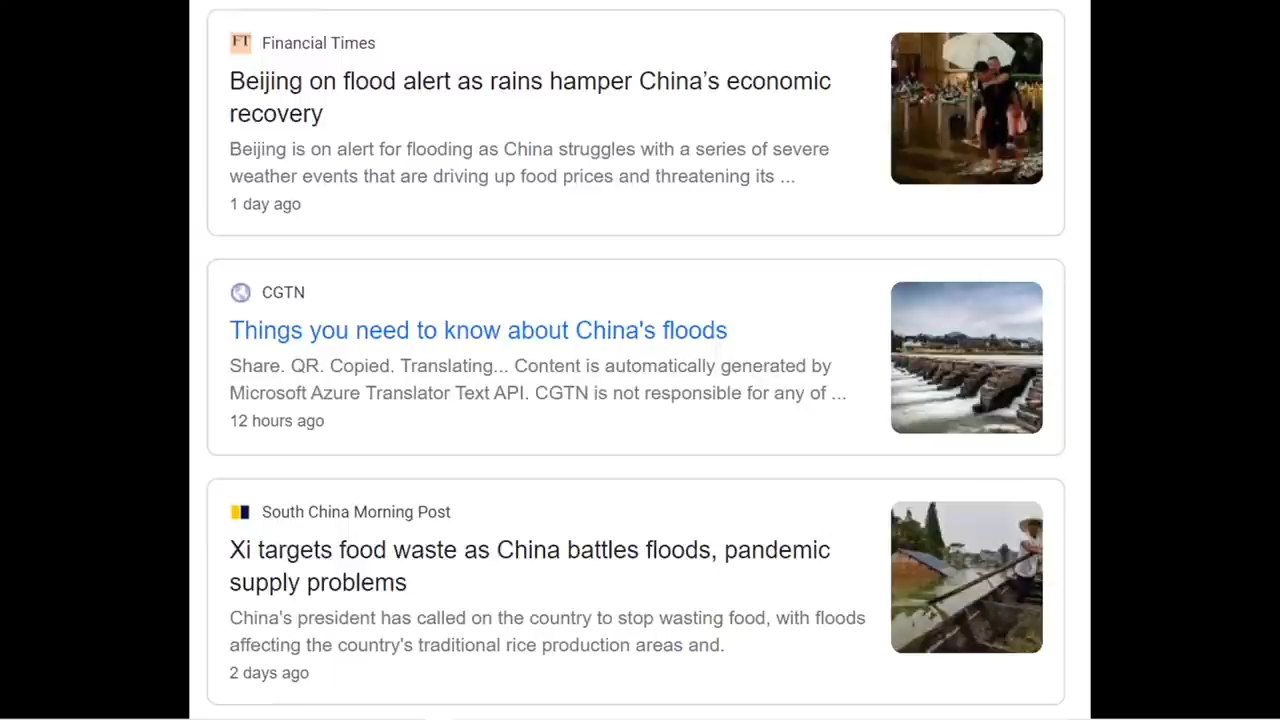 FT Financial Times
Beijing on flood alert as rains hamper China’s economic
recovery
Beijing is on alert for flooding as China struggles with a series of severe
weather events that are driving up food prices and threatening its ...
1 day ago
CGTN
Things you need to know about China's floods
Share. QR. Copied. Translating... Content is automatically generated by
Microsoft Azure Translator Text API. CGTN is not responsible for any of ...
12 hours ago
South China Morning Post
Xi targets food waste as China battles floods, pandemic
supply problems
China's president has called on the country to stop wasting food, with floods
affecting the country's traditional rice production areas and.
2 days ago